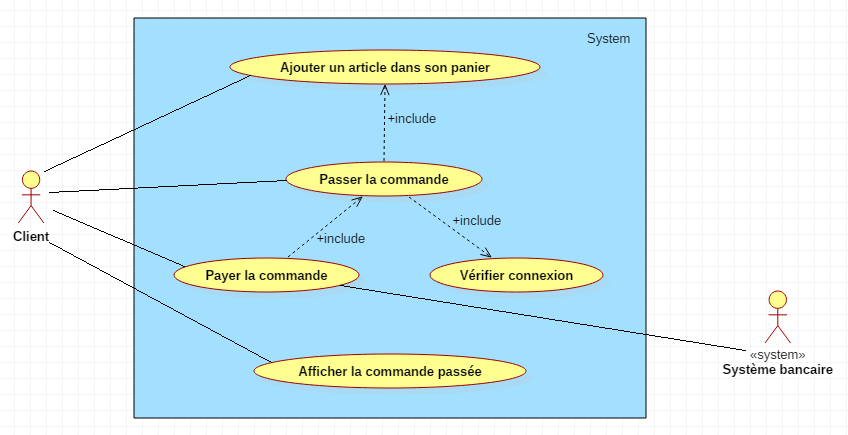 System
Ajouter un article dans son panier
+include
Passer la commande
+include
+include
Client
Payer la commande
Vérifier connexion
«system»
Système bancaire
Afficher la commande passée